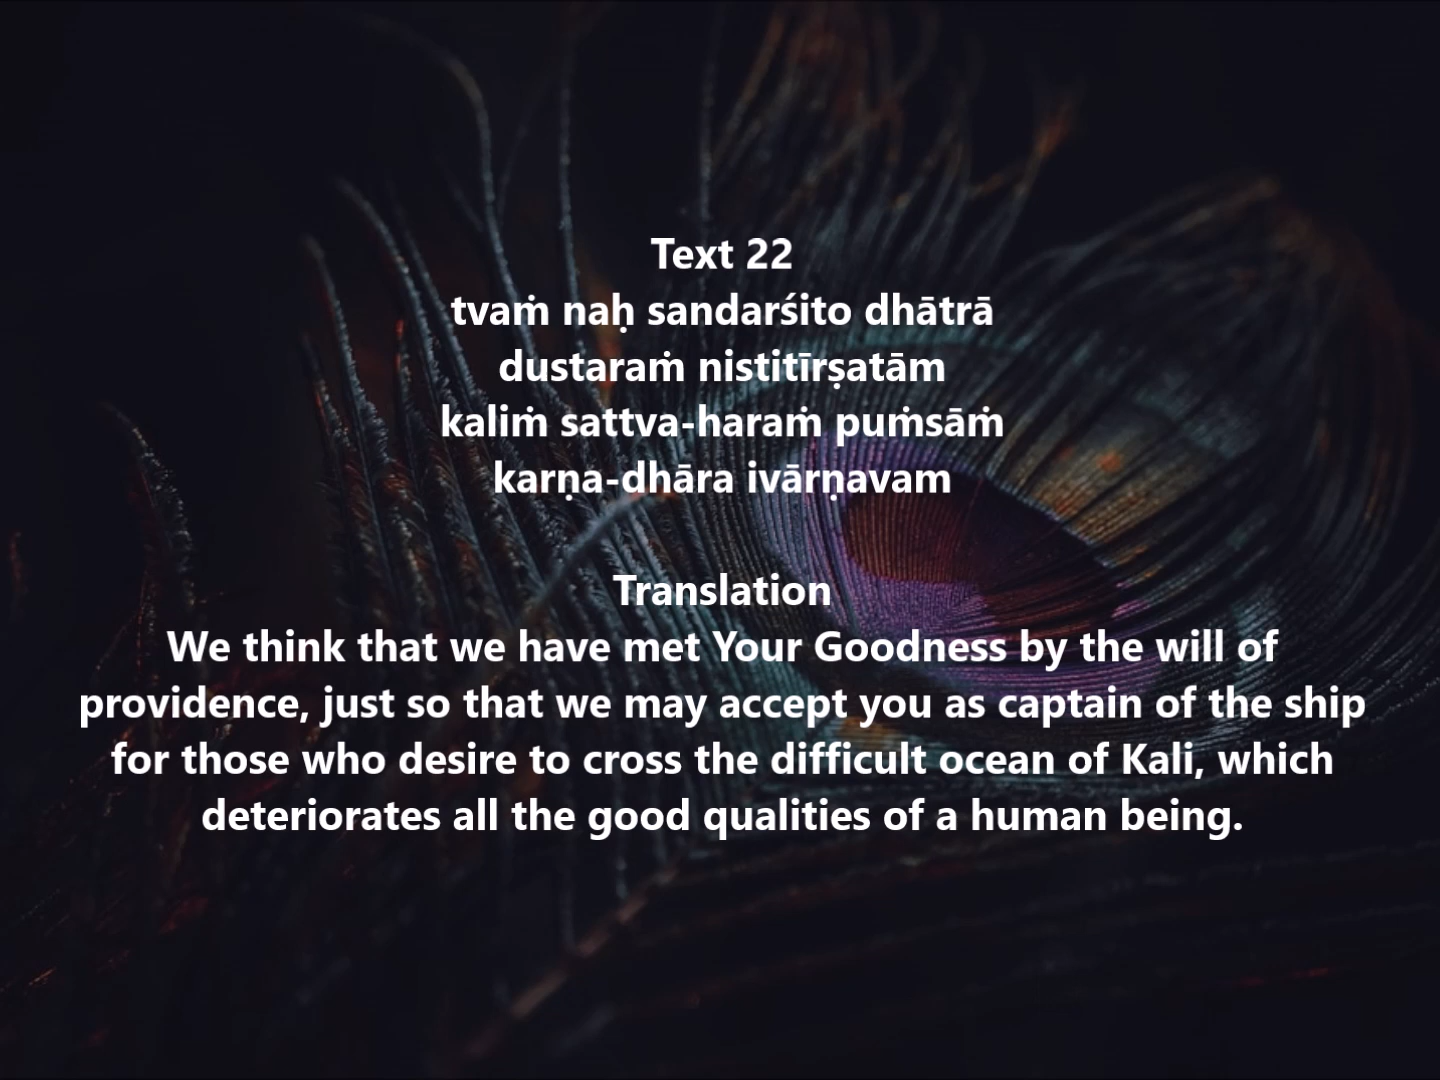 Text 22
tvaṁ naḥ sandarśito dhātrā
dustaraṁ nistitīrṣatām
kaliṁ sattva-haraṁ puṁsāṁ
karṇa-dhāra ivārṇavam
Translation
We think that we have met Your Goodness by the will of
providence, just so that we may accept you as captain of the ship
for those who desire to cross the difficult ocean of Kali, which
deteriorates all the good qualities of a human being.